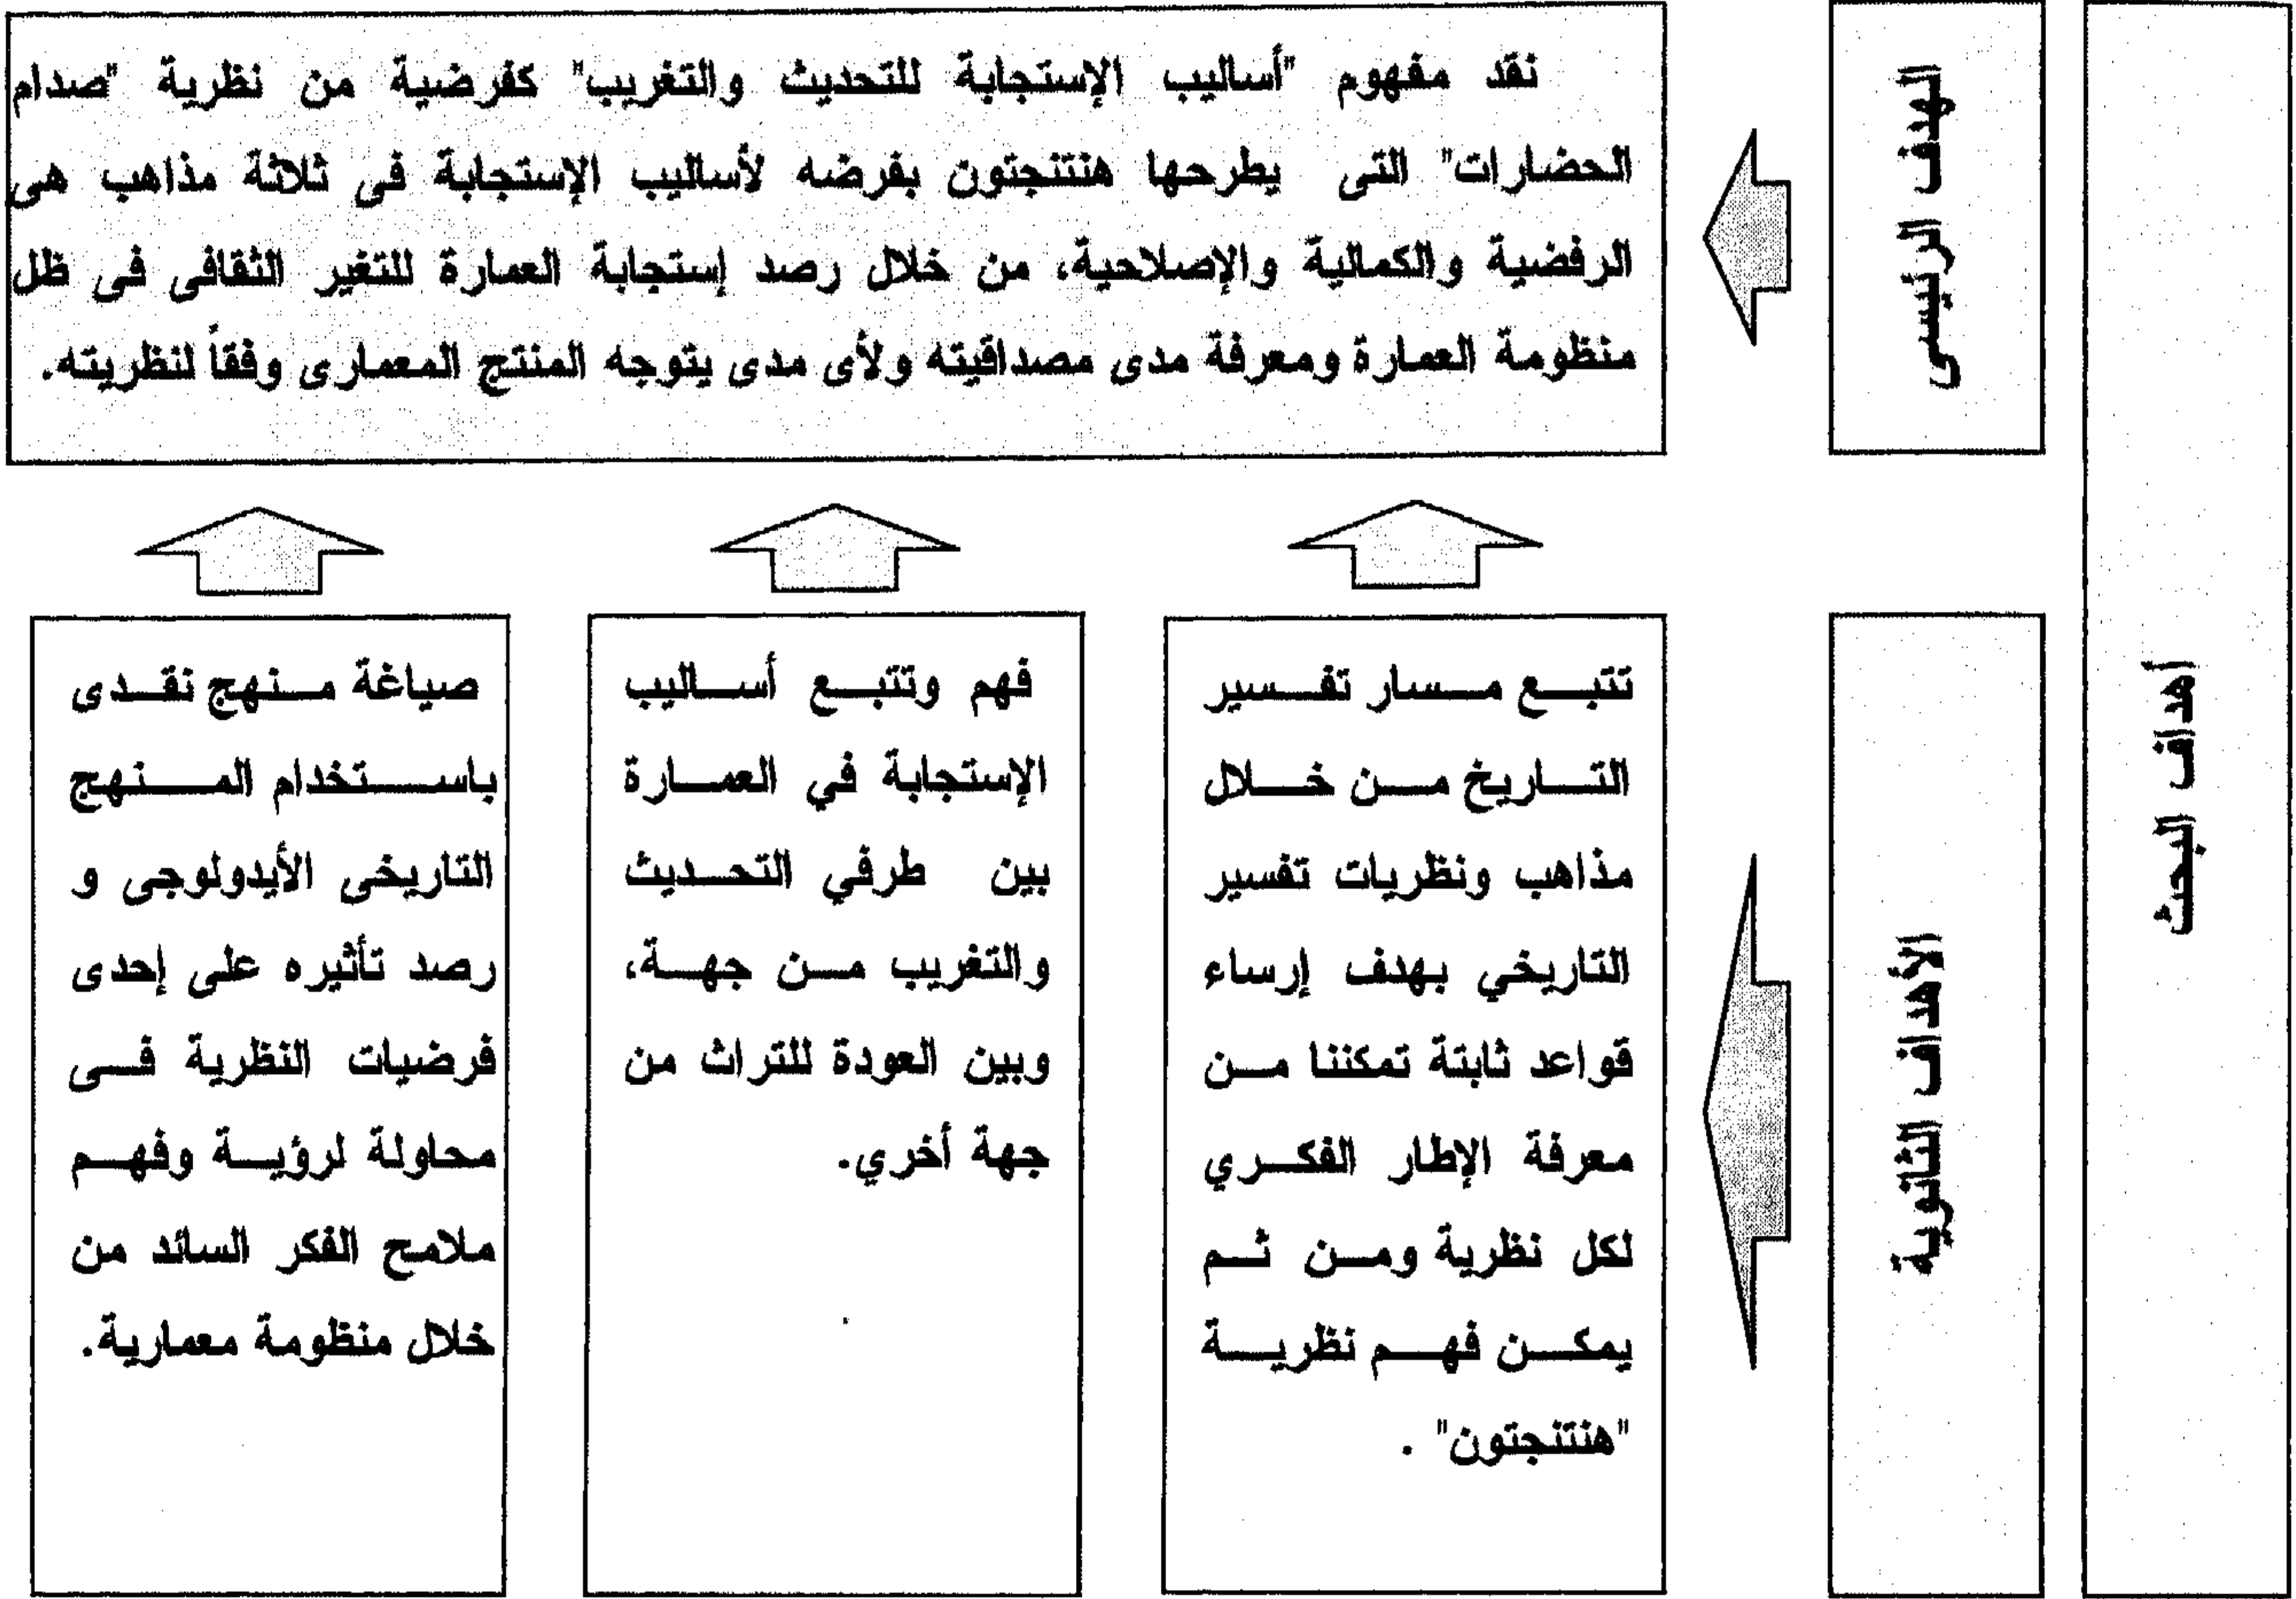 أهداف البحث
الهدف الرئيسى
نقد مفهوم "أساليب الإستجابة للتحديث والتغريب" كفرضية من نظرية "صدام
الحضارات" التى يطرحها هنتنجتون بفرضه لأساليب الإستجابة فى ثلاثة مذاهب هى
الرفضية والكمالية والإصلاحية، من خلال رصد إستجابة العمارة للتغير الثقافى فى ظل
منظومة العمارة ومعرفة مدى مصداقيته ولأى مدى يتوجه المنتج المعمارى وفقاً لنظريته.
الأهداف الثانوية
تتبع مسار تفسير
التاريخ من خلال
مذاهب ونظريات تفسير
التاريخي بهدف إرساء
قواعد ثابتة تمكننا من
معرفة الإطار الفكري
لكل نظرية ومن ثم
يمكن فهم نظرية
"هنتنجتون" .
فهم وتتبع أساليب
الإستجابة في العمارة
بين طرفي التحديث
والتغريب من جهة،
وبين العودة للتراث من
جهة أخري.
صياغة منهج نقدى
باستخدام المنهج
التاريخى الأيدولوجى و
رصد تأثيره على إحدى
فرضيات النظرية فى
محاولة لرؤية وفهم
ملامح الفكر السائد من
خلال منظومة معمارية.